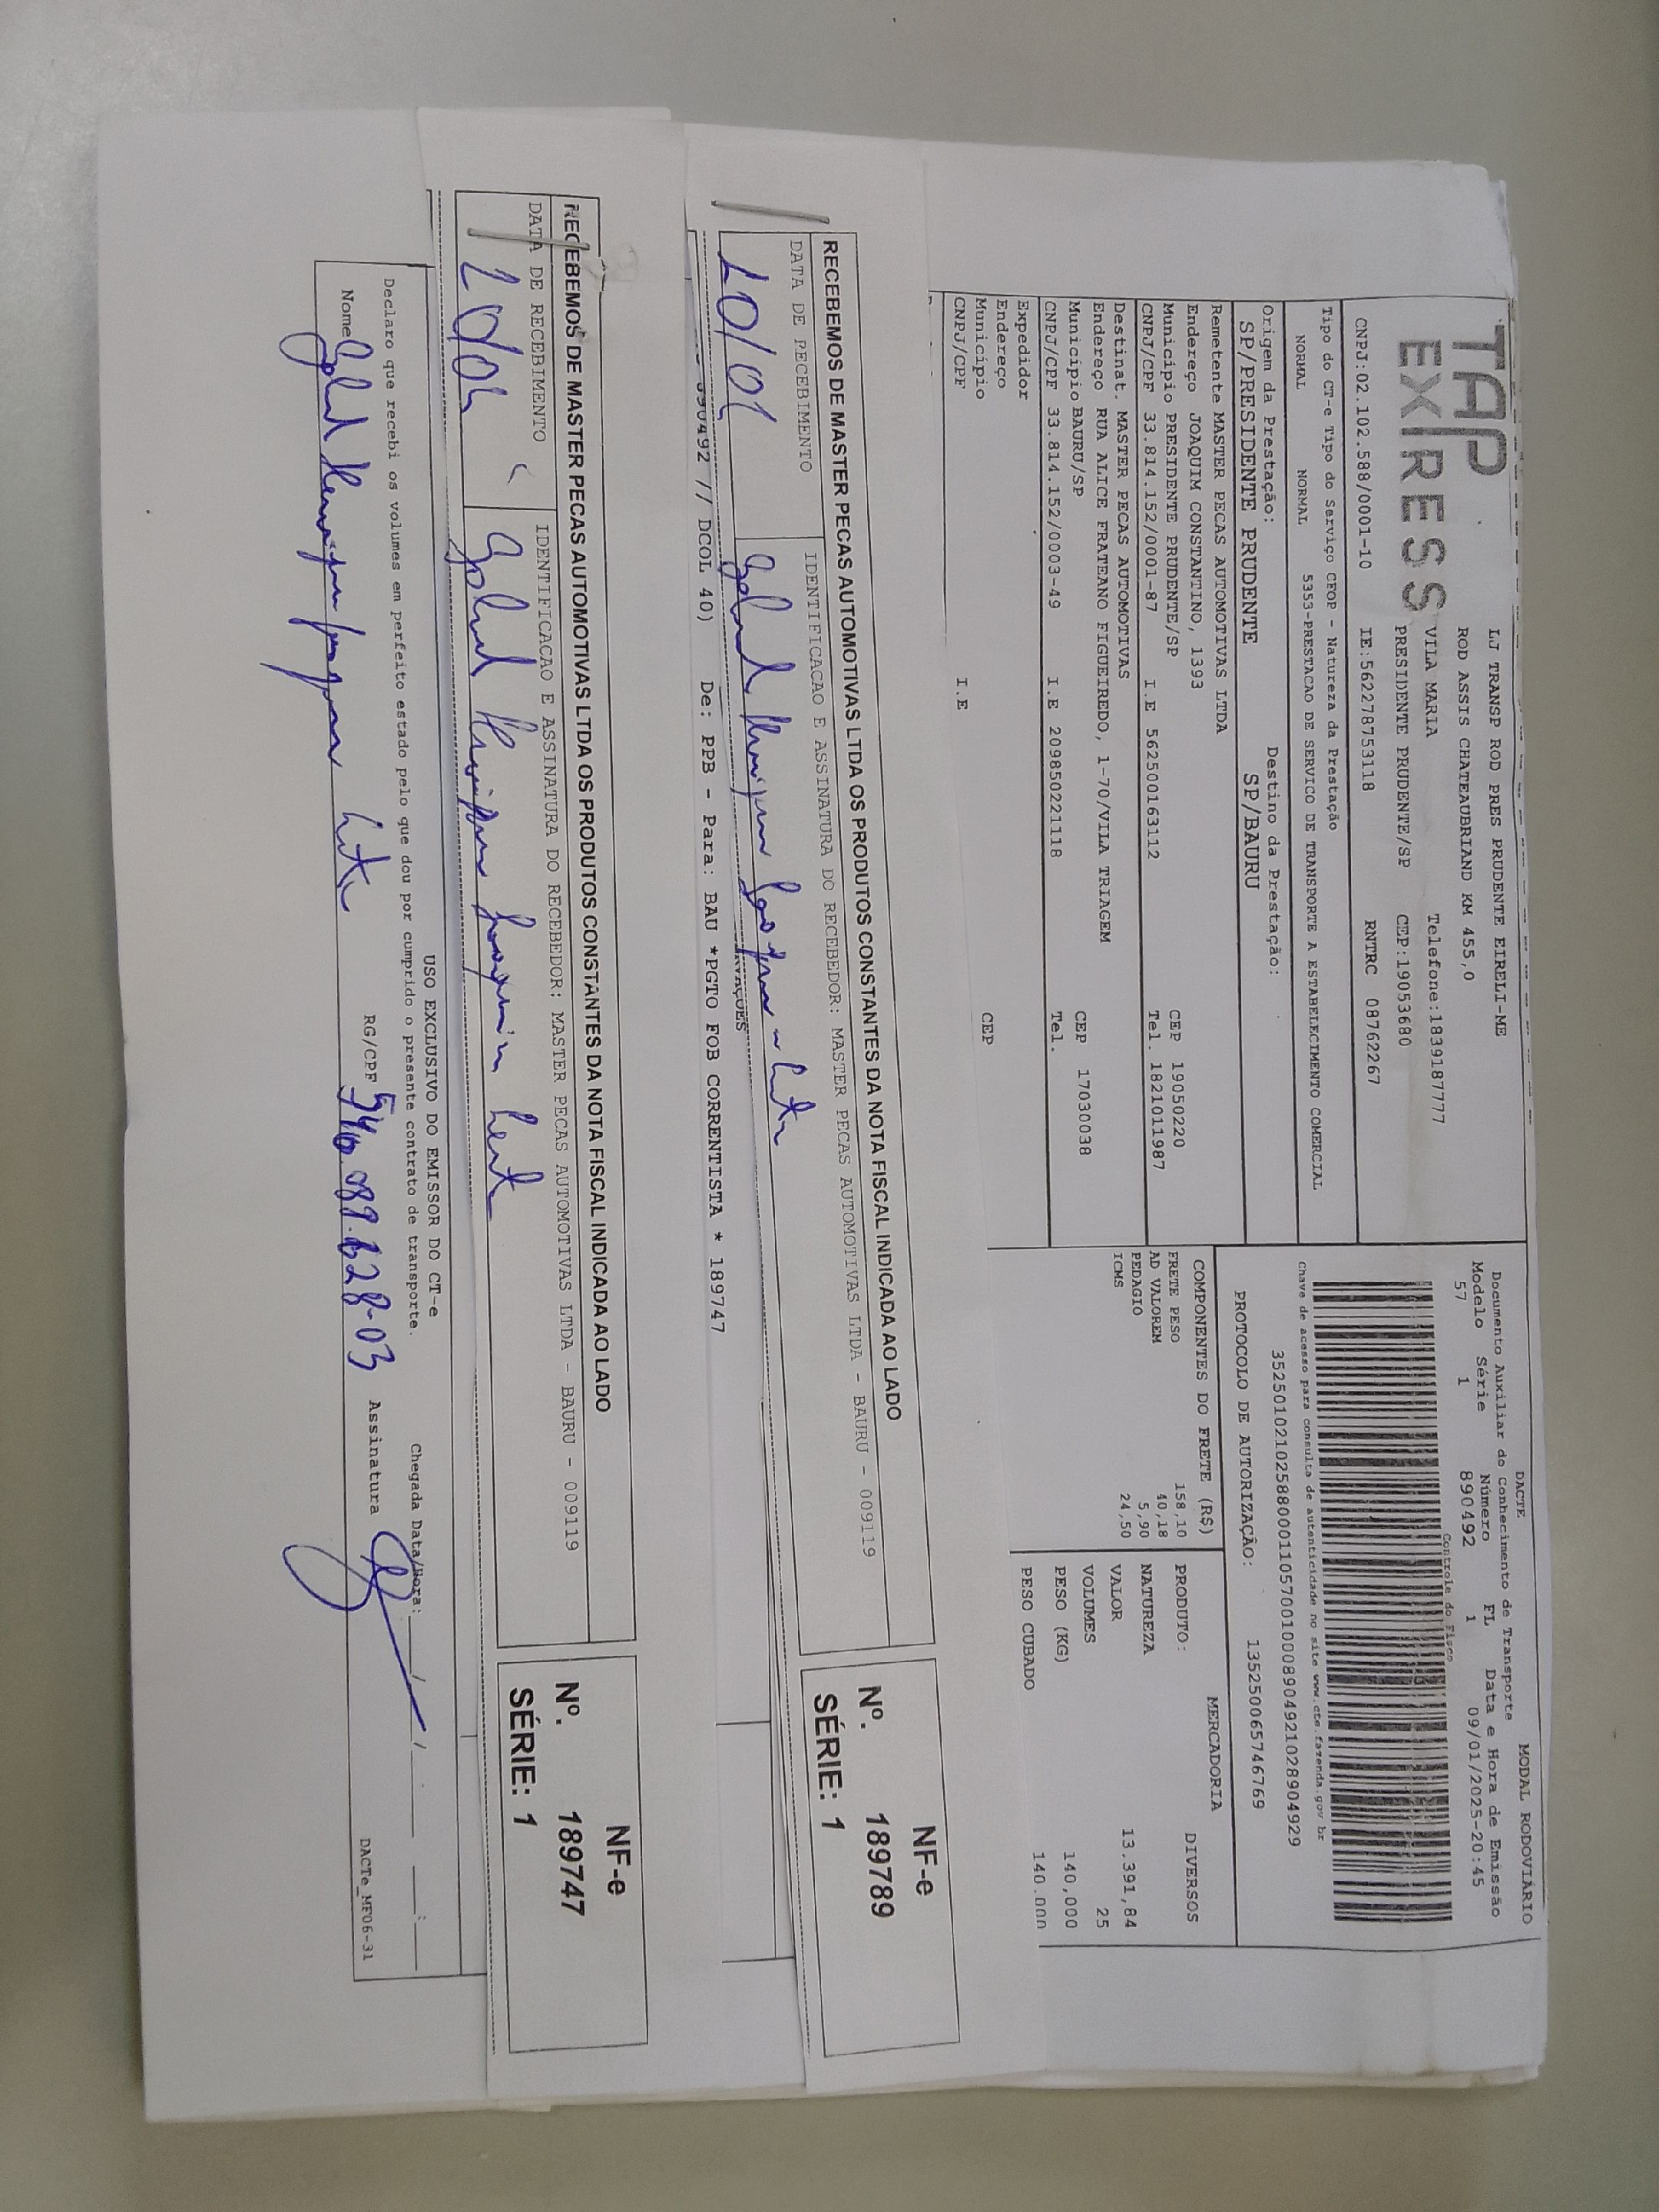 TAP
EXPRESS
LJ TRANSP ROD PRES PRUDENTE EIRELI-ME
ROD ASSIS CHATEAUBRIAND KM 455,0
VILA MARIA Telefone:1839187777
PRESIDENTE PRUDENTE/SP CEP:19053680
CNPJ:02.102.588/0001-10 IE:562278753118 RNTRC 08762267
Tipo do CT-e Tipo do Serviço CFOP - Natureza da Prestação
NORMAL NORMAL 5353-PRESTACAO DE SERVICO DE TRANSPORTE A ESTABELECIMENTO COMERCIAL
Origem da Prestação: Destino da Prestação:
SP/PRESIDENTE PRUDENTE SP/BAURU
Remetente MASTER PECAS AUTOMOTIVAS LTDA
Endereço JOAQUIM CONSTANTINO, 1393
Município PRESIDENTE PRUDENTE/SP CEP 19050220
CNPJ/CPF 33.814.152/0001-87 I.E 562500163112 Tel. 1821011987
Destinat. MASTER PECAS AUTOMOTIVAS
Endereço RUA ALICE FRATEANO FIGUEIREDO, 1-70/VILA TRIAGEM
Município BAURU/SP CEP 17030038
CNPJ/CPF 33.814.152/0003-49 I.E 209850221118 Tel.
Expedidor
Endereço
Município CEP
CNPJ/CPF I.E
DACTE MODAL RODOVIÁRIO
Documento Auxiliar do Conhecimento de Transporte
Modelo Série Número FL Data e Hora de Emissão
57 1 890492 1 09/01/2025-20:45
Controle do Fisco
Chave de acesso para consulta de autenticidade no site www.cte.fazenda.gov.br
35250102102588000110570010008904921028904929
PROTOCOLO DE AUTORIZAÇÃO: 135250065746769
COMPONENTES DO FRETE (R$)
FRETE PESO 158,10
AD VALOREM 40,18
PEDAGIO 5,90
ICMS 24,50
MERCADORIA
PRODUTO: DIVERSOS
NATUREZA
VALOR 13.391,84
VOLUMES 25
PESO (KG) 140,000
PESO CUBADO 140.000
RECEBEMOS DE MASTER PECAS AUTOMOTIVAS LTDA OS PRODUTOS CONSTANTES DA NOTA FISCAL INDICADA AO LADO
DATA DE RECEBIMENTO IDENTIFICACAO E ASSINATURA DO RECEBEDOR: MASTER PECAS AUTOMOTIVAS LTDA - BAURU - 009119
10/01
NF-e
Nº. 189789
SÉRIE: 1
890492 // DCOL 40) De: PPB - Para: BAU *PGTO FOB CORRENTISTA * 189747
RECEBEMOS DE MASTER PECAS AUTOMOTIVAS LTDA OS PRODUTOS CONSTANTES DA NOTA FISCAL INDICADA AO LADO
DATA DE RECEBIMENTO IDENTIFICACAO E ASSINATURA DO RECEBEDOR: MASTER PECAS AUTOMOTIVAS LTDA - BAURU - 009119
10/01
NF-e
Nº. 189747
SÉRIE: 1
USO EXCLUSIVO DO EMISSOR DO CT-e
Declaro que recebi os volumes em perfeito estado pelo que dou por cumprido o presente contrato de transporte. Chegada Data/Hora: / / :
Nome RG/CPF 546.089.628-03 Assinatura
DACTe_MF06-31